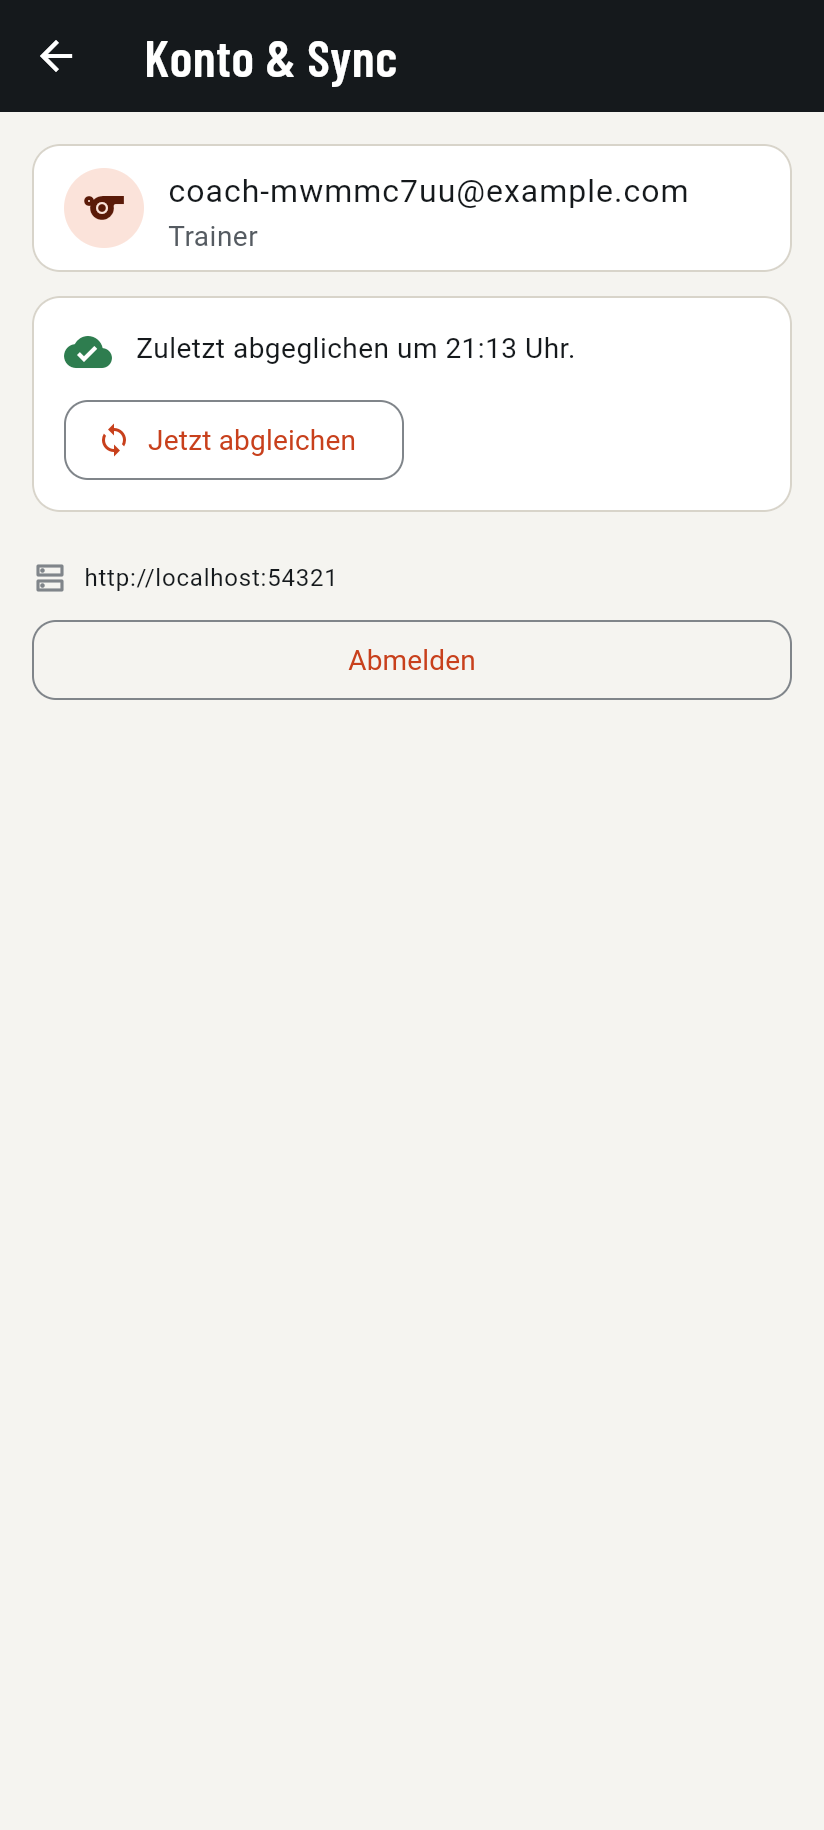 Konto & Sync
coach-mwmmc7uu@example.com
Trainer
Zuletzt abgeglichen um 21:13 Uhr.
Jetzt abgleichen
http://localhost:54321
Abmelden